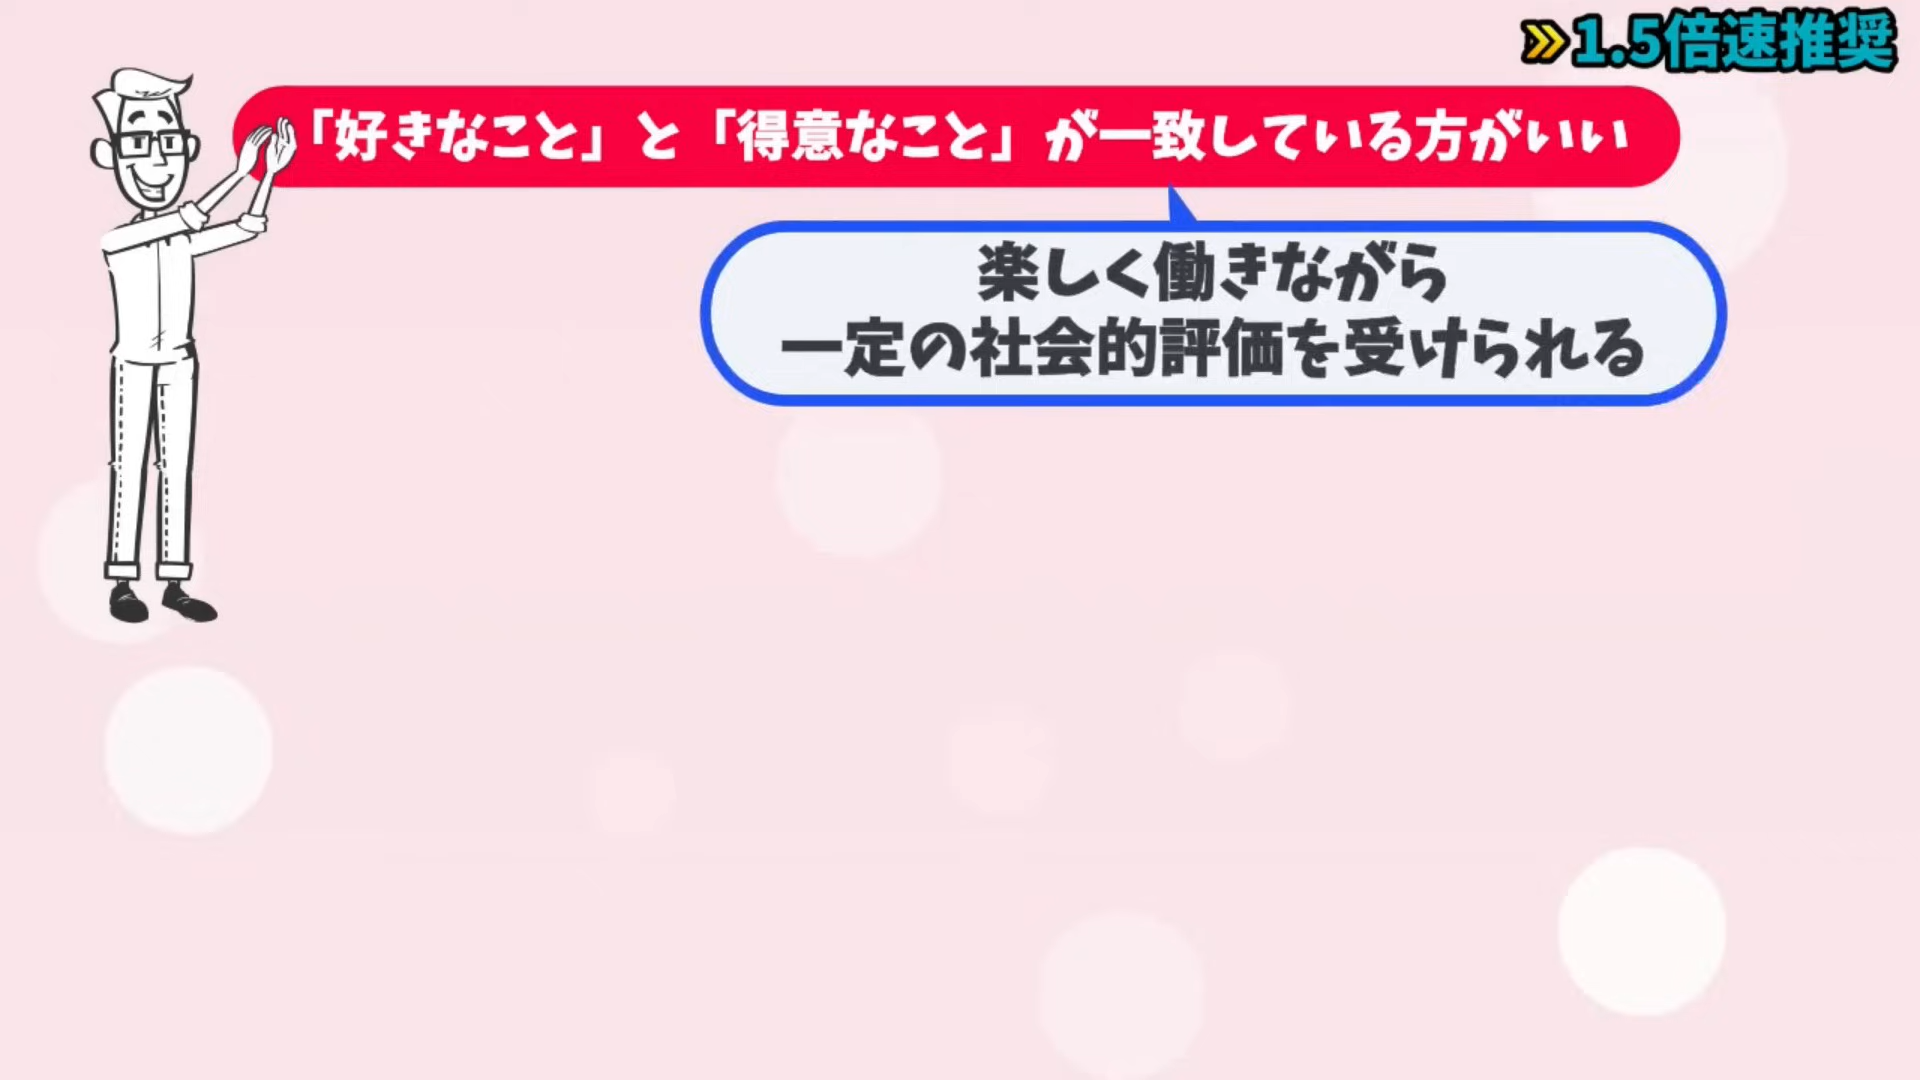 1.5倍速推奨
「好きなこと」と「得意なこと」が一致している方がいい
楽しく働きながら
一定の社会的評価を受けられる